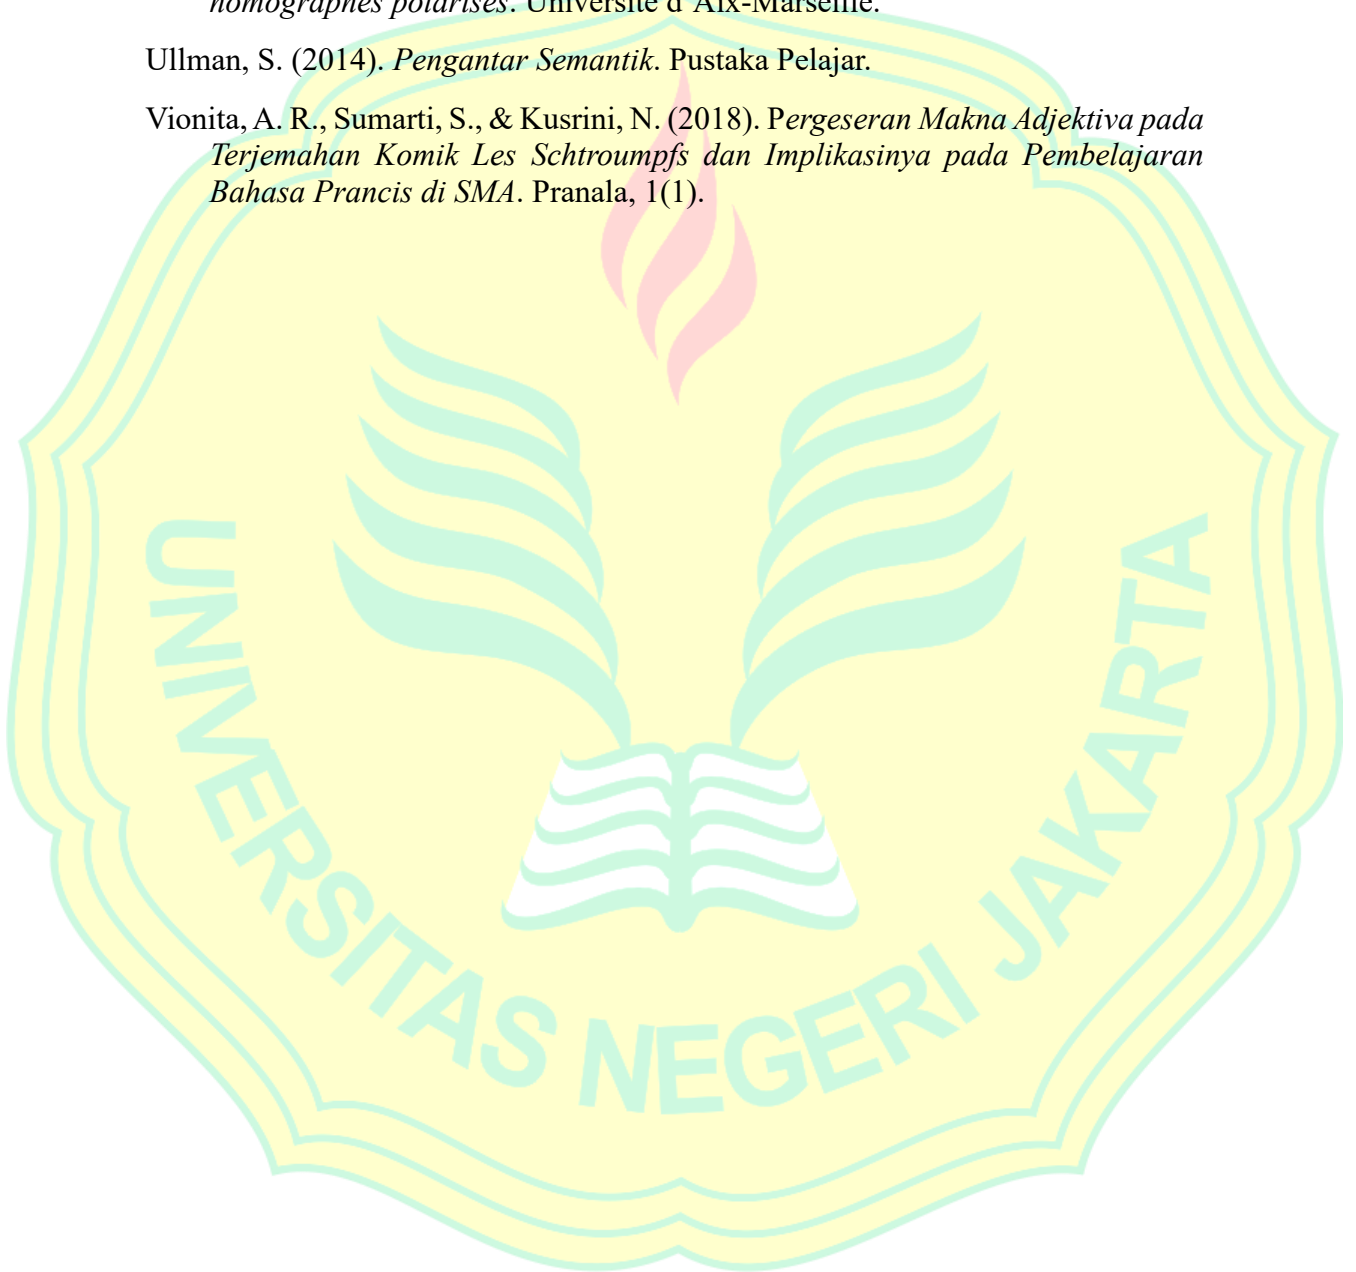 homographes polarisés. Université d'Aix-Marseille.
Ullman, S. (2014). Pengantar Semantik. Pustaka Pelajar.
Vionita, A. R., Sumarti, S., & Kusrini, N. (2018). Pergeseran Makna Adjektiva pada
Terjemahan Komik Les Schtroumpfs dan Implikasinya pada Pembelajaran
Bahasa Prancis di SMA. Pranala, 1(1).
UNIVERSITAS NEGERI JAKARTA